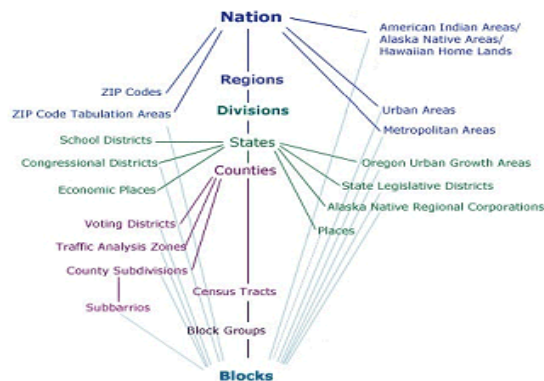 Nation
American Indian Areas/
Alaska Native Areas/
Hawaiian Home Lands
Regions
ZIP Codes
Divisions
ZIP Code Tabulation Areas
Urban Areas
Metropolitan Areas
School Districts
States
Congressional Districts
Oregon Urban Growth Areas
Counties
Economic Places
State Legislative Districts
Alaska Native Regional Corporations
Voting Districts
Places
Traffic Analysis Zones
County Subdivisions
Census Tracts
Subbarrios
Block Groups
Blocks